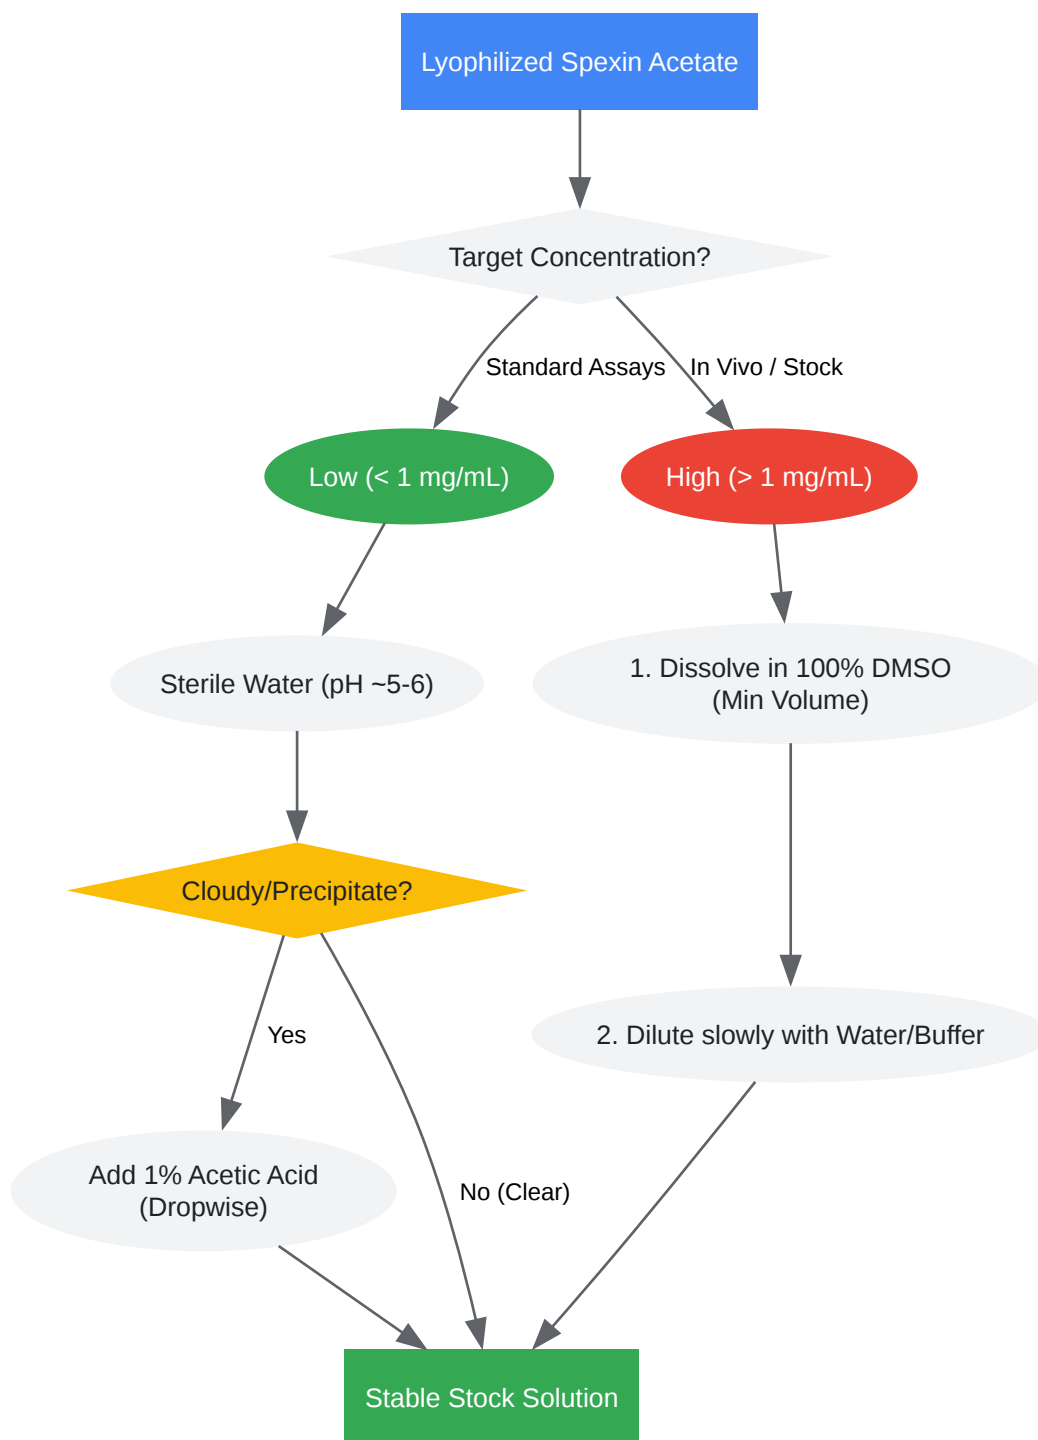 Lyophilized Spexin Acetate
Target Concentration?
Standard Assays
In Vivo / Stock
Low (< 1 mg/mL)
High (> 1 mg/mL)
Sterile Water (pH ~5-6)
1. Dissolve in 100% DMSO
(Min Volume)
Cloudy/Precipitate?
Yes
2. Dilute slowly with Water/Buffer
Add 1% Acetic Acid
(Dropwise)
No (Clear)
Stable Stock Solution